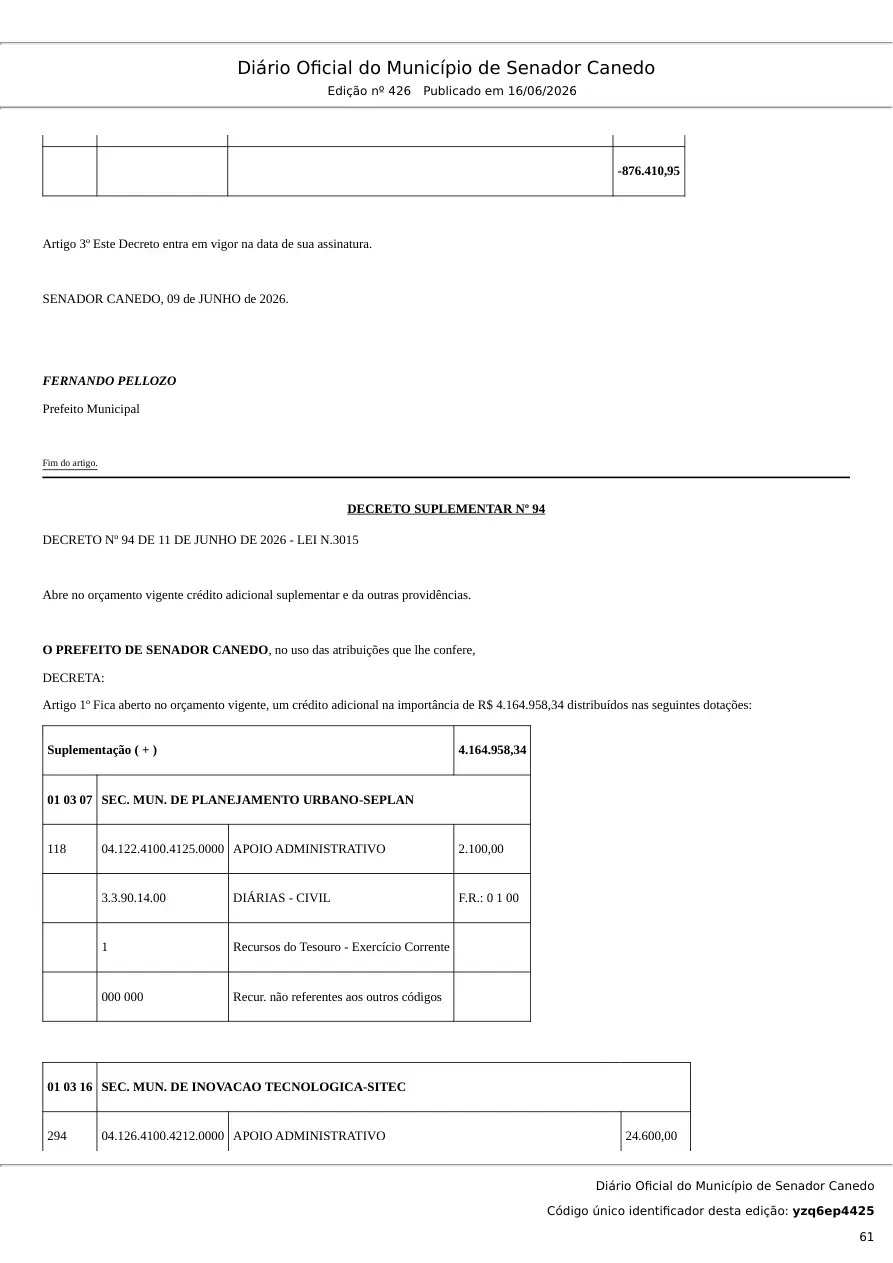 Diário Oficial do Município de Senador Canedo
Edição nº 426 Publicado em 16/06/2026
-876.410,95
Artigo 3º Este Decreto entra em vigor na data de sua assinatura.
SENADOR CANEDO, 09 de JUNHO de 2026.
FERNANDO PELLOZO
Prefeito Municipal
Fim do artigo.
DECRETO SUPLEMENTAR Nº 94
DECRETO Nº 94 DE 11 DE JUNHO DE 2026 - LEI N.3015
Abre no orçamento vigente crédito adicional suplementar e da outras providências.
O PREFEITO DE SENADOR CANEDO, no uso das atribuições que lhe confere,
DECRETA:
Artigo 1º Fica aberto no orçamento vigente, um crédito adicional na importância de R$ 4.164.958,34 distribuídos nas seguintes dotações:
Suplementação ( + ) 4.164.958,34
01 03 07 SEC. MUN. DE PLANEJAMENTO URBANO-SEPLAN
118 04.122.4100.4125.0000 APOIO ADMINISTRATIVO 2.100,00
3.3.90.14.00 DIÁRIAS - CIVIL F.R.: 0 1 00
1 Recursos do Tesouro - Exercício Corrente
000 000 Recur. não referentes aos outros códigos
01 03 16 SEC. MUN. DE INOVACAO TECNOLOGICA-SITEC
294 04.126.4100.4212.0000 APOIO ADMINISTRATIVO 24.600,00
Diário Oficial do Município de Senador Canedo
Código único identificador desta edição: yzq6ep4425
61